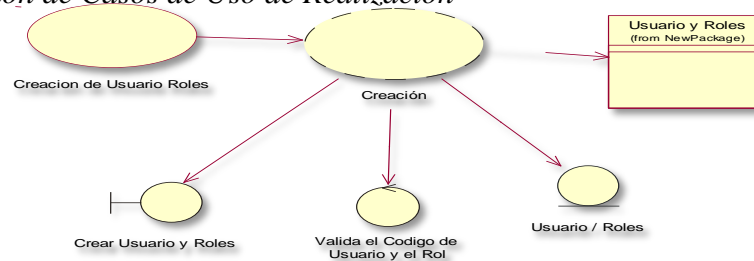 ion de Casos de Uso de Realización
Usuario y Roles
(from NewPackage)
Creacion de Usuario Roles
Creación
Crear Usuario y Roles
Valida el Codigo de
Usuario y el Rol
Usuario / Roles